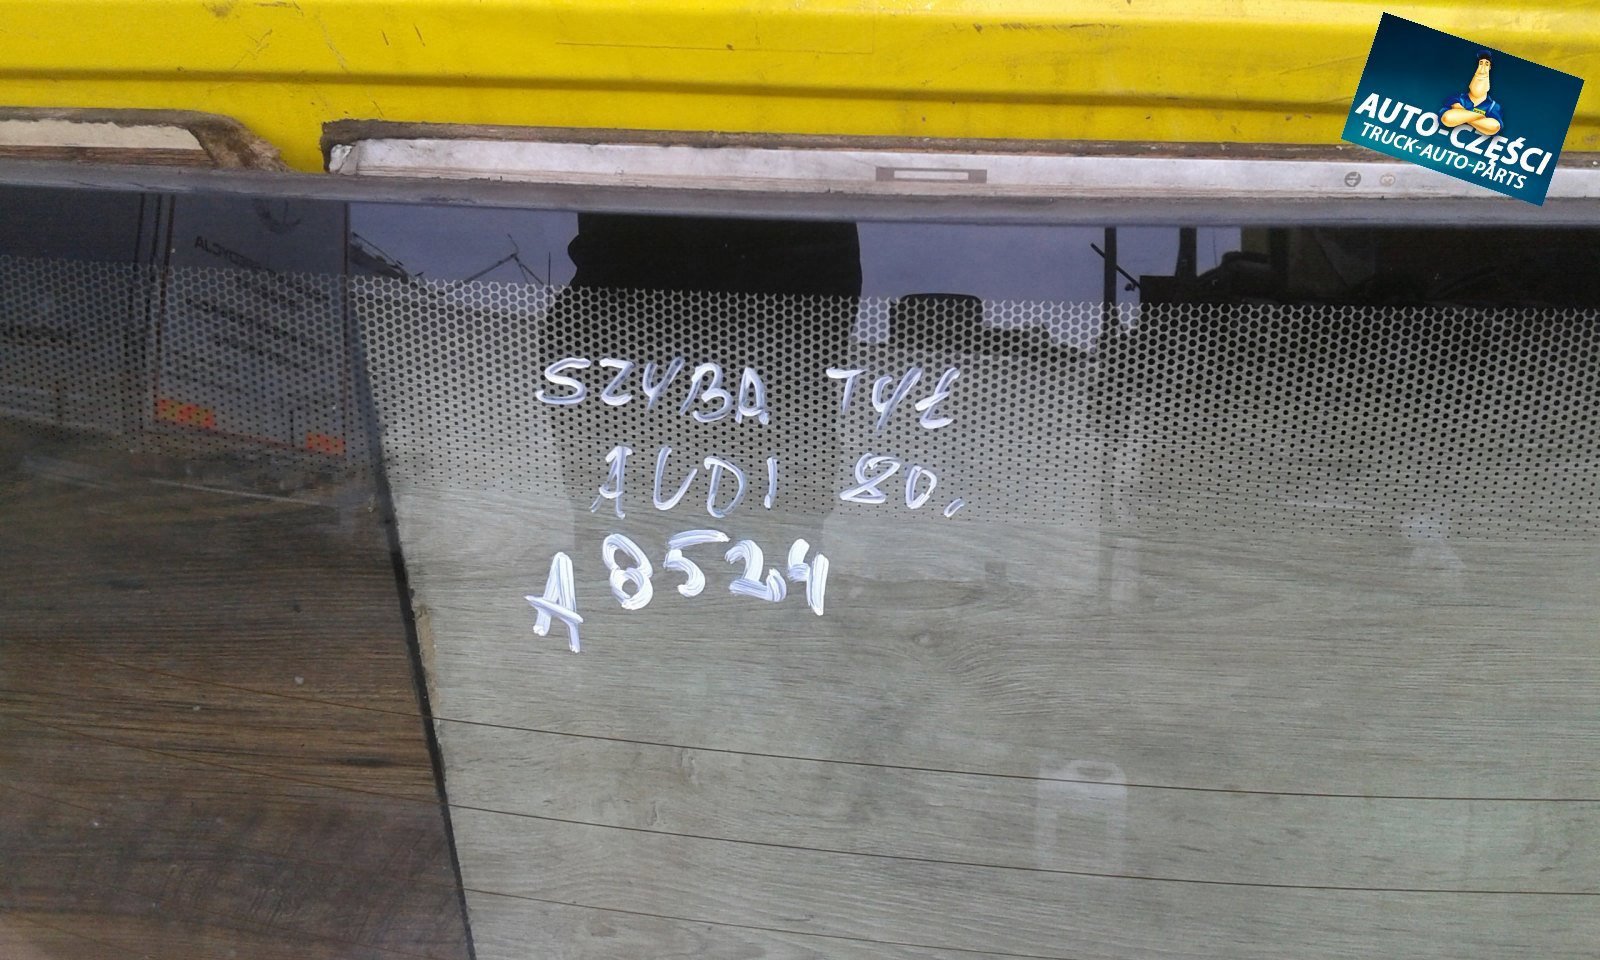 AUTO-CZĘŚCI
TRUCK-AUTO-PARTS
SZYBA TYŁ
AUDI 80.
A8524